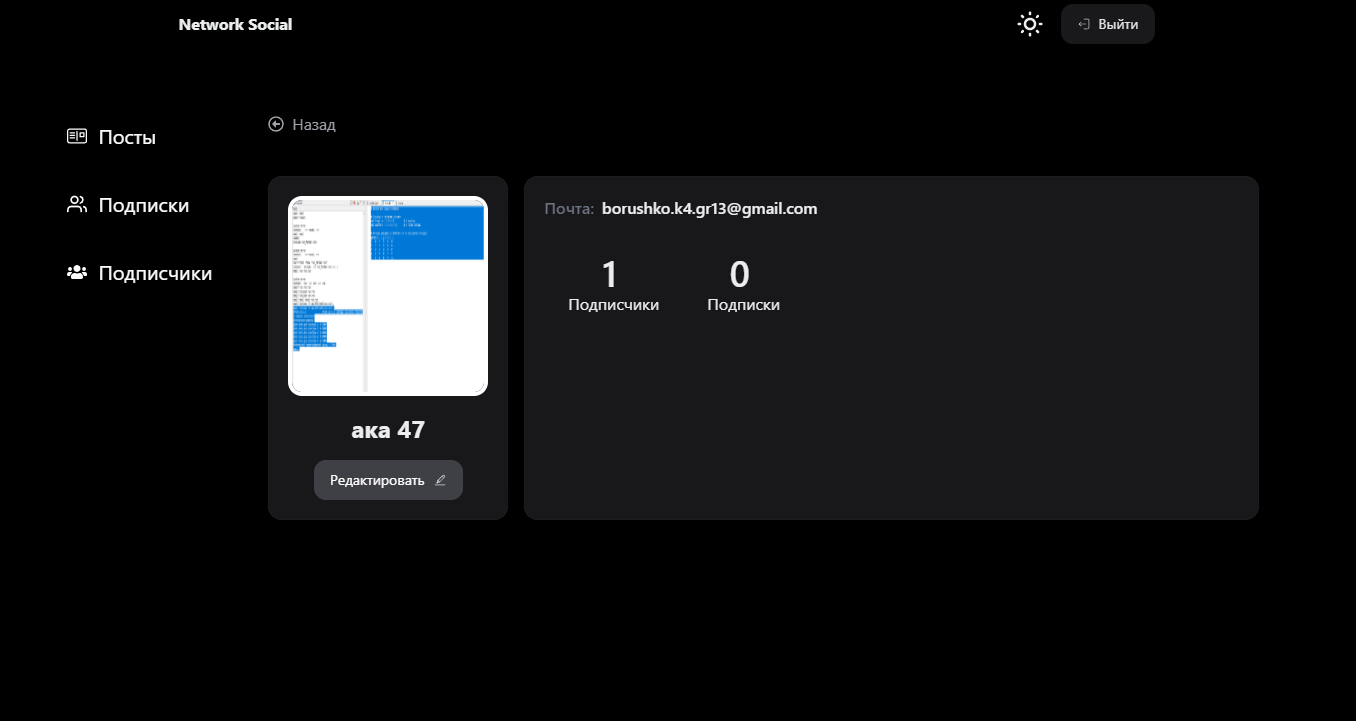 Network Social
Выйти
Посты
Подписки
Подписчики
Назад
ака 47
Редактировать
Почта: borushko.k4.gr13@gmail.com
1 0
Подписчики Подписки